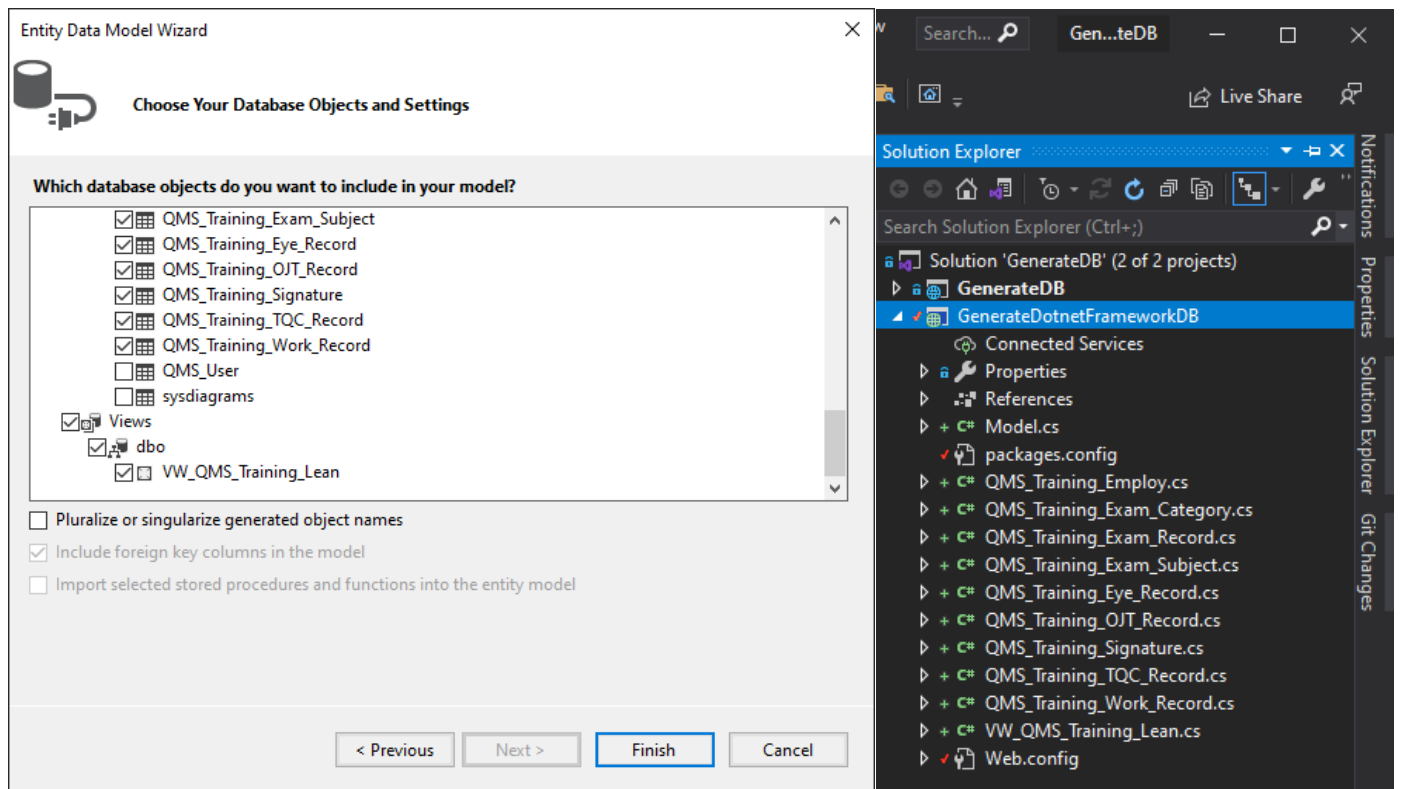 Entity Data Model Wizard
Choose Your Database Objects and Settings
Which database objects do you want to include in your model?
QMS_Training_Exam_Subject
QMS_Training_Eye_Record
QMS_Training_OJT_Record
QMS_Training_Signature
QMS_Training_TQC_Record
QMS_Training_Work_Record
QMS_User
sysdiagrams
Views
dbo
VW_QMS_Training_Lean
Pluralize or singularize generated object names
Include foreign key columns in the model
Import selected stored procedures and functions into the entity model
< Previous
Next >
Finish
Cancel
Search...
Gen...teDB
Live Share
Solution Explorer
Search Solution Explorer (Ctrl+;)
Solution 'GenerateDB' (2 of 2 projects)
GenerateDB
GenerateDotnetFrameworkDB
Connected Services
Properties
References
C# Model.cs
packages.config
C# QMS_Training_Employ.cs
C# QMS_Training_Exam_Category.cs
C# QMS_Training_Exam_Record.cs
C# QMS_Training_Exam_Subject.cs
C# QMS_Training_Eye_Record.cs
C# QMS_Training_OJT_Record.cs
C# QMS_Training_Signature.cs
C# QMS_Training_TQC_Record.cs
C# QMS_Training_Work_Record.cs
C# VW_QMS_Training_Lean.cs
Web.config
Notifications
Properties
Solution Explorer
Git Changes